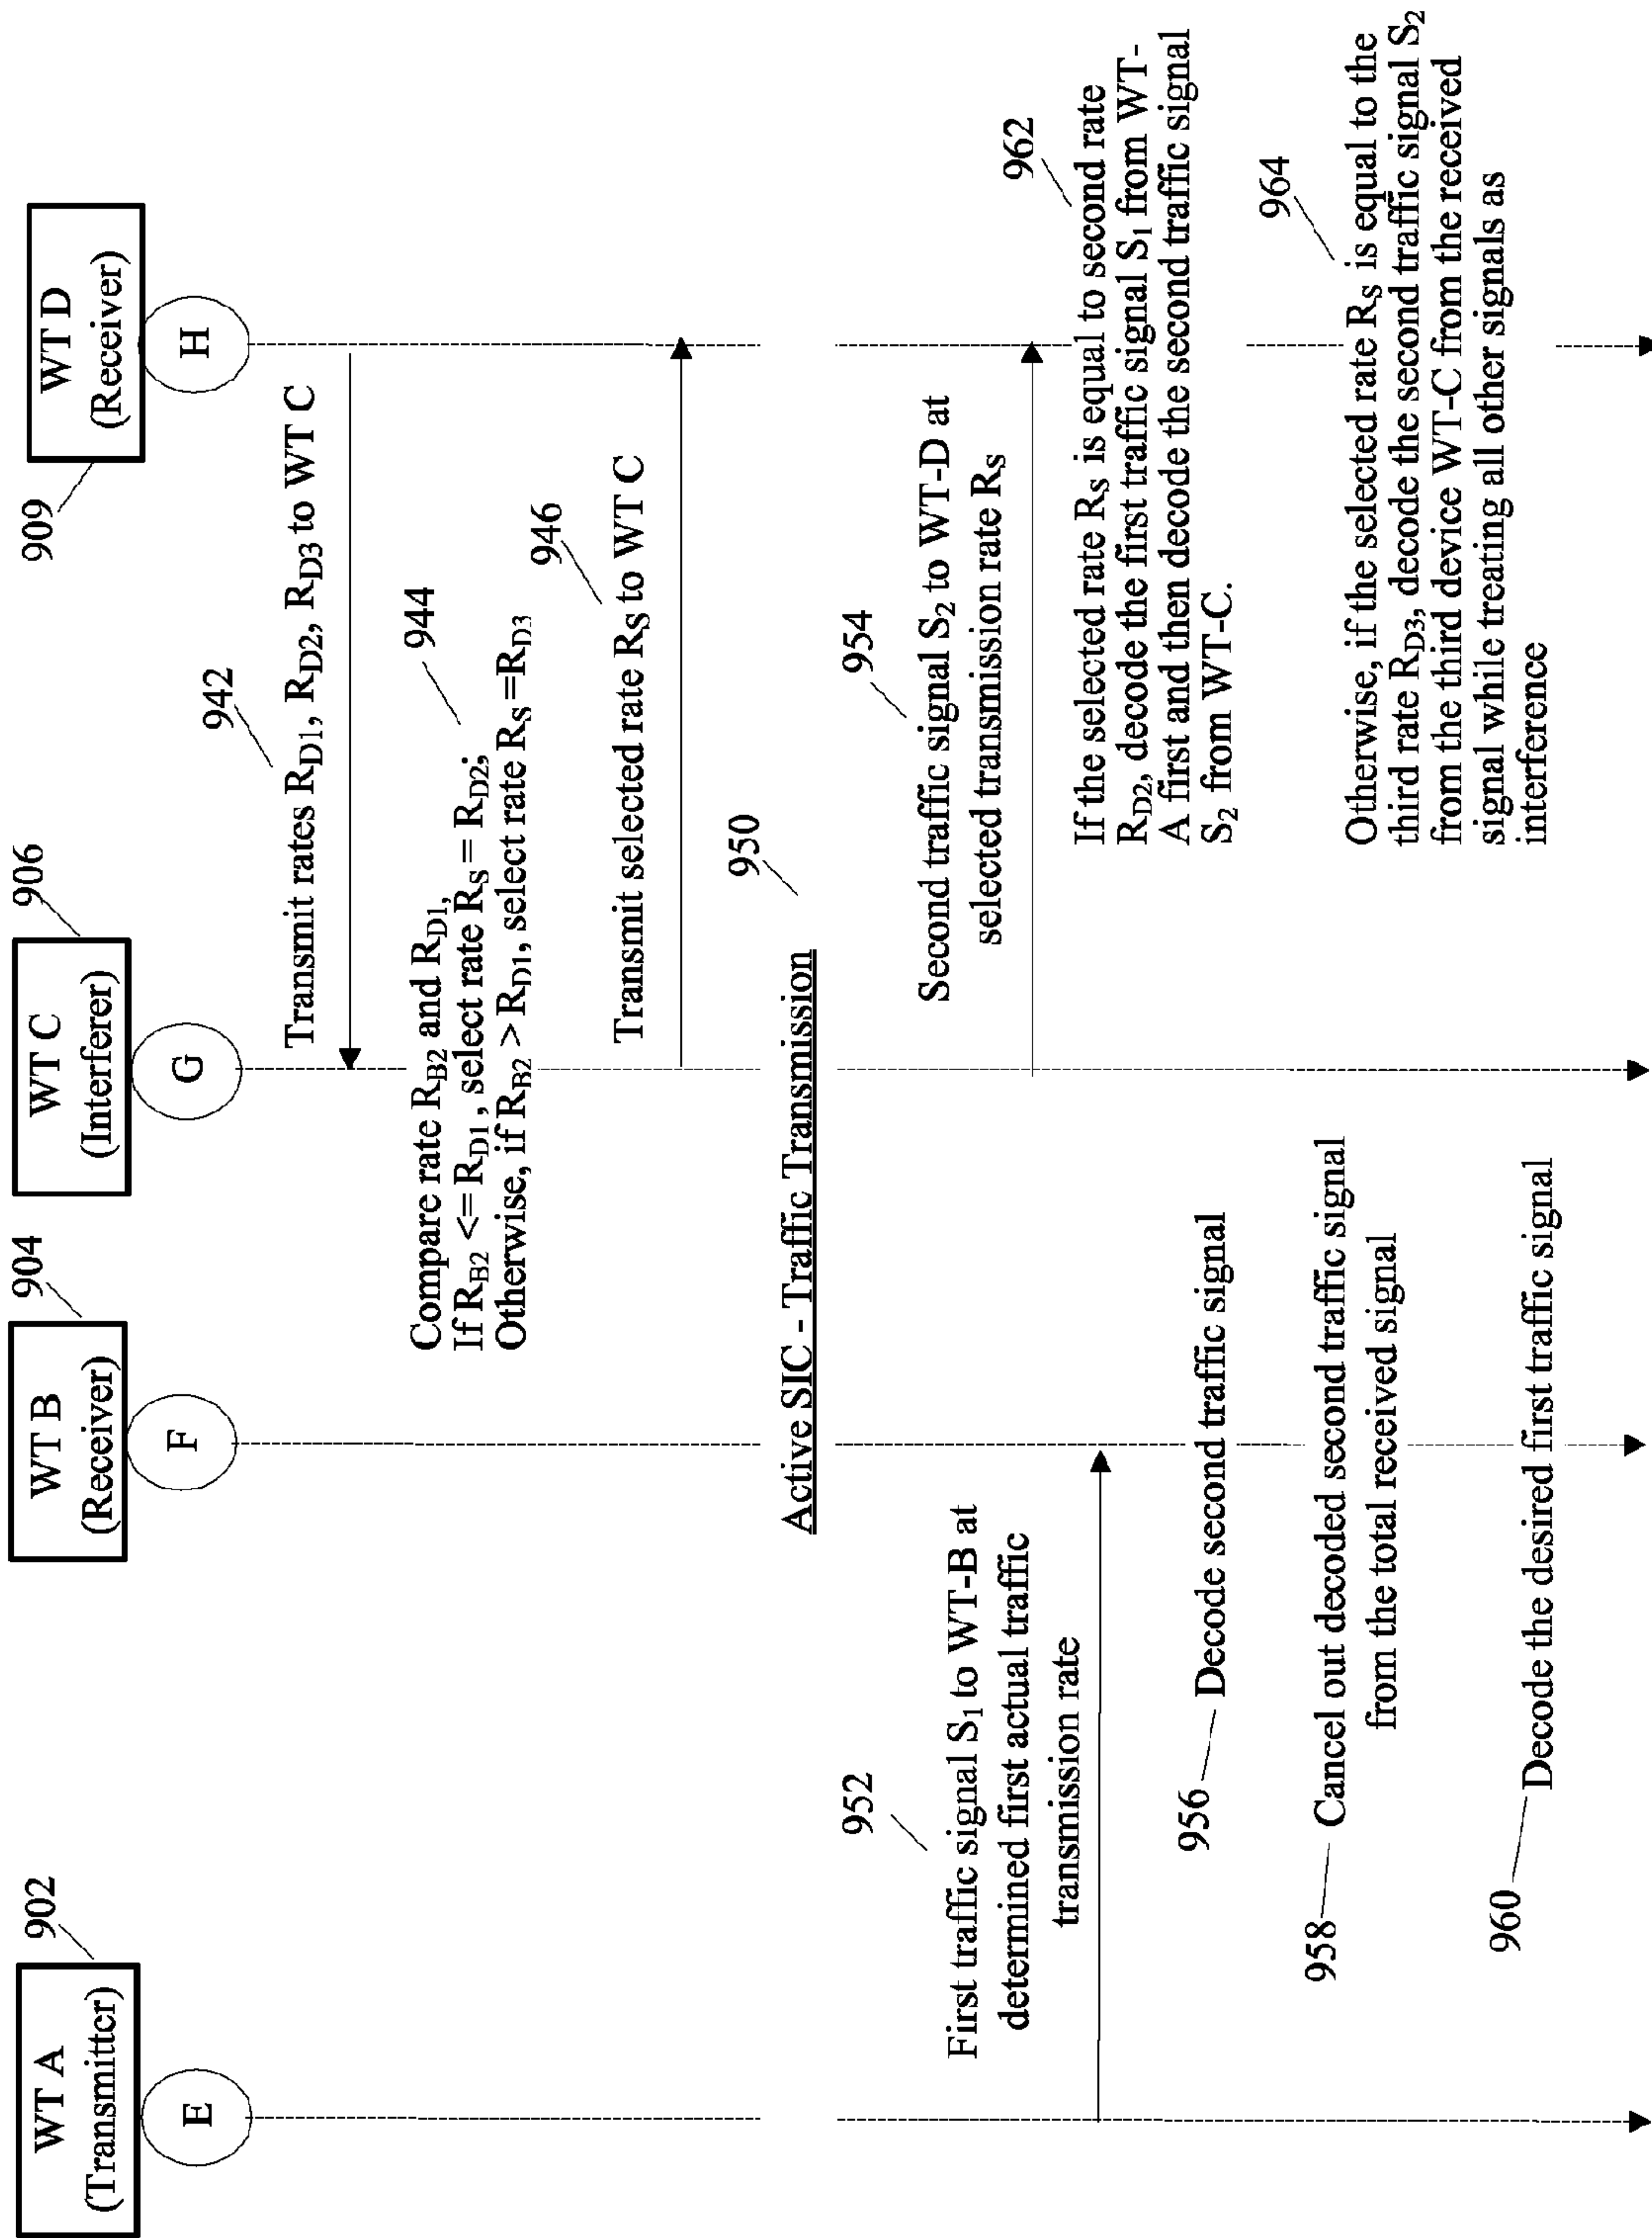 WT A
(Transmitter)
902
E
WT B
(Receiver)
904
F
WT C
(Interferer)
906
G
WT D
(Receiver)
909
H
942
Transmit rates R_D1, R_D2, R_D3 to WT C
944
Compare rate R_B2 and R_D1,
If R_B2 <= R_D1, select rate R_S = R_D2;
Otherwise, if R_B2 > R_D1, select rate R_S =R_D3
946
Transmit selected rate R_S to WT C
950
Active SIC - Traffic Transmission
952
First traffic signal S_1 to WT-B at
determined first actual traffic
transmission rate
954
Second traffic signal S_2 to WT-D at
selected transmission rate R_S
956
Decode second traffic signal
958
Cancel out decoded second traffic signal
from the total received signal
960
Decode the desired first traffic signal
962
If the selected rate R_S is equal to second rate
R_D2, decode the first traffic signal S_1 from WT-
A first and then decode the second traffic signal
S_2 from WT-C.
964
Otherwise, if the selected rate R_S is equal to the
third rate R_D3, decode the second traffic signal S_2
from the third device WT-C from the received
signal while treating all other signals as
interference